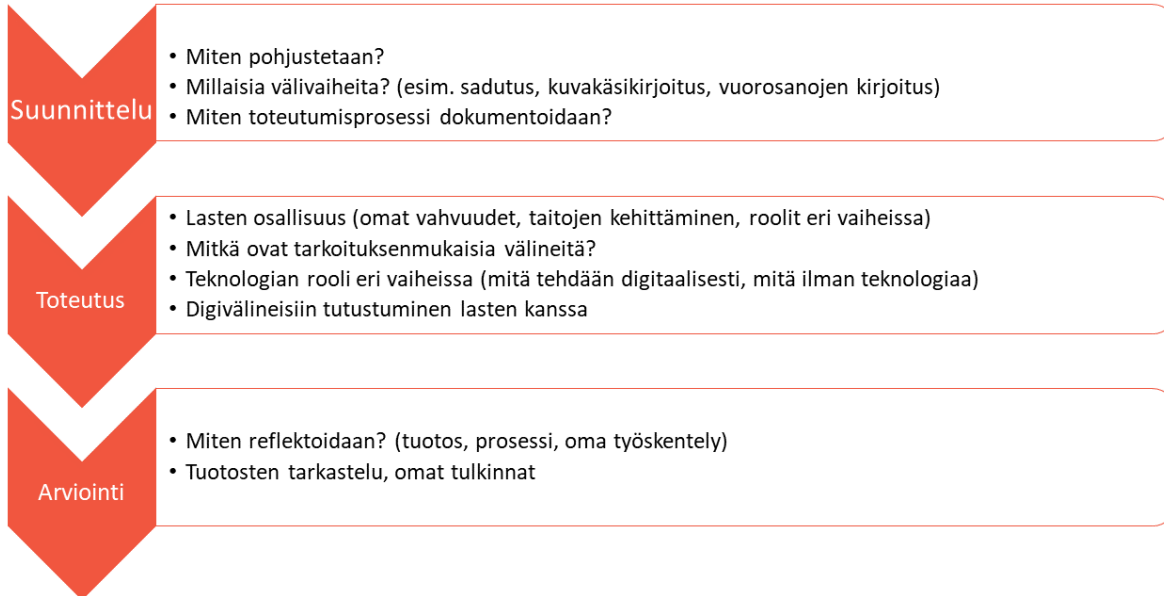 Suunnittelu
• Miten pohjustetaan?
• Millaisia välivaiheita? (esim. sadutus, kuvakäsikirjoitus, vuorosanojen kirjoitus)
• Miten toteutumisprosessi dokumentoidaan?
Toteutus
• Lasten osallisuus (omat vahvuudet, taitojen kehittäminen, roolit eri vaiheissa)
• Mitkä ovat tarkoituksenmukaisia välineitä?
• Teknologian rooli eri vaiheissa (mitä tehdään digitaalisesti, mitä ilman teknologiaa)
• Digivälineisiin tutustuminen lasten kanssa
Arviointi
• Miten reflektoidaan? (tuotos, prosessi, oma työskentely)
• Tuotosten tarkastelu, omat tulkinnat